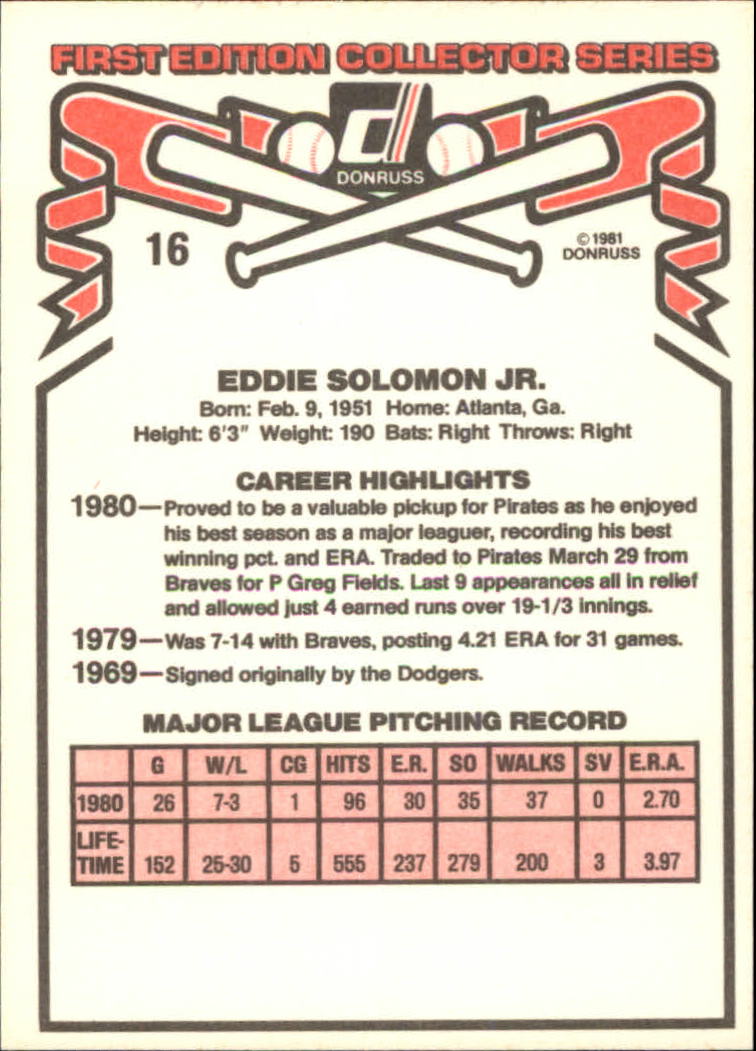 FIRST EDITION COLLECTOR SERIES
d
DONRUSS
16
© 1981
DONRUSS
EDDIE SOLOMON JR.
Born: Feb. 9, 1951 Home: Atlanta, Ga.
Height: 6'3" Weight: 190 Bats: Right Throws: Right
CAREER HIGHLIGHTS
1980—Proved to be a valuable pickup for Pirates as he enjoyed
his best season as a major leaguer, recording his best
winning pct. and ERA. Traded to Pirates March 29 from
Braves for P Greg Fields. Last 9 appearances all in relief
and allowed just 4 earned runs over 19-1/3 innings.
1979—Was 7-14 with Braves, posting 4.21 ERA for 31 games.
1969—Signed originally by the Dodgers.
MAJOR LEAGUE PITCHING RECORD
G W/L CG HITS E.R. SO WALKS SV E.R.A.
1980 26 7-3 1 96 30 35 37 0 2.70
LIFE-
TIME 152 25-30 5 555 237 279 200 3 3.97